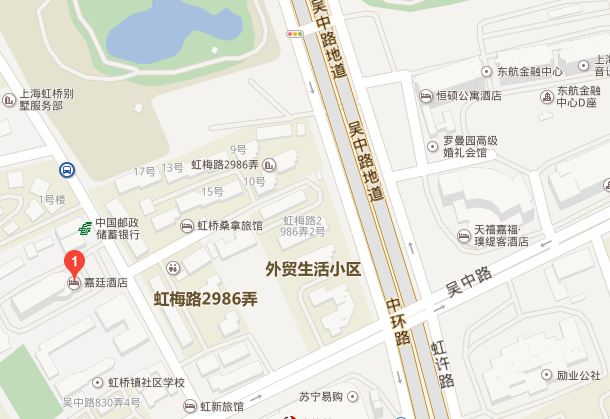 吴中路地道
上海虹桥别
墅服务部
东航金融中心
上海
音
恒硕公寓酒店
东航金融
中心D座
吴中路地道
罗曼园高级
婚礼会馆
9号
虹梅路2986弄
13号
17号
10号
15号
1号楼
中国邮政
储蓄银行
虹桥桑拿旅馆
虹梅路2
986弄2号
天禧嘉福·
璞缇客酒店
1
嘉廷酒店
外贸生活小区
虹梅路2986弄
吴中路
中环路
虹许路
励业公社
虹桥镇社区学校
吴中路830弄4号
虹新旅馆
苏宁易购